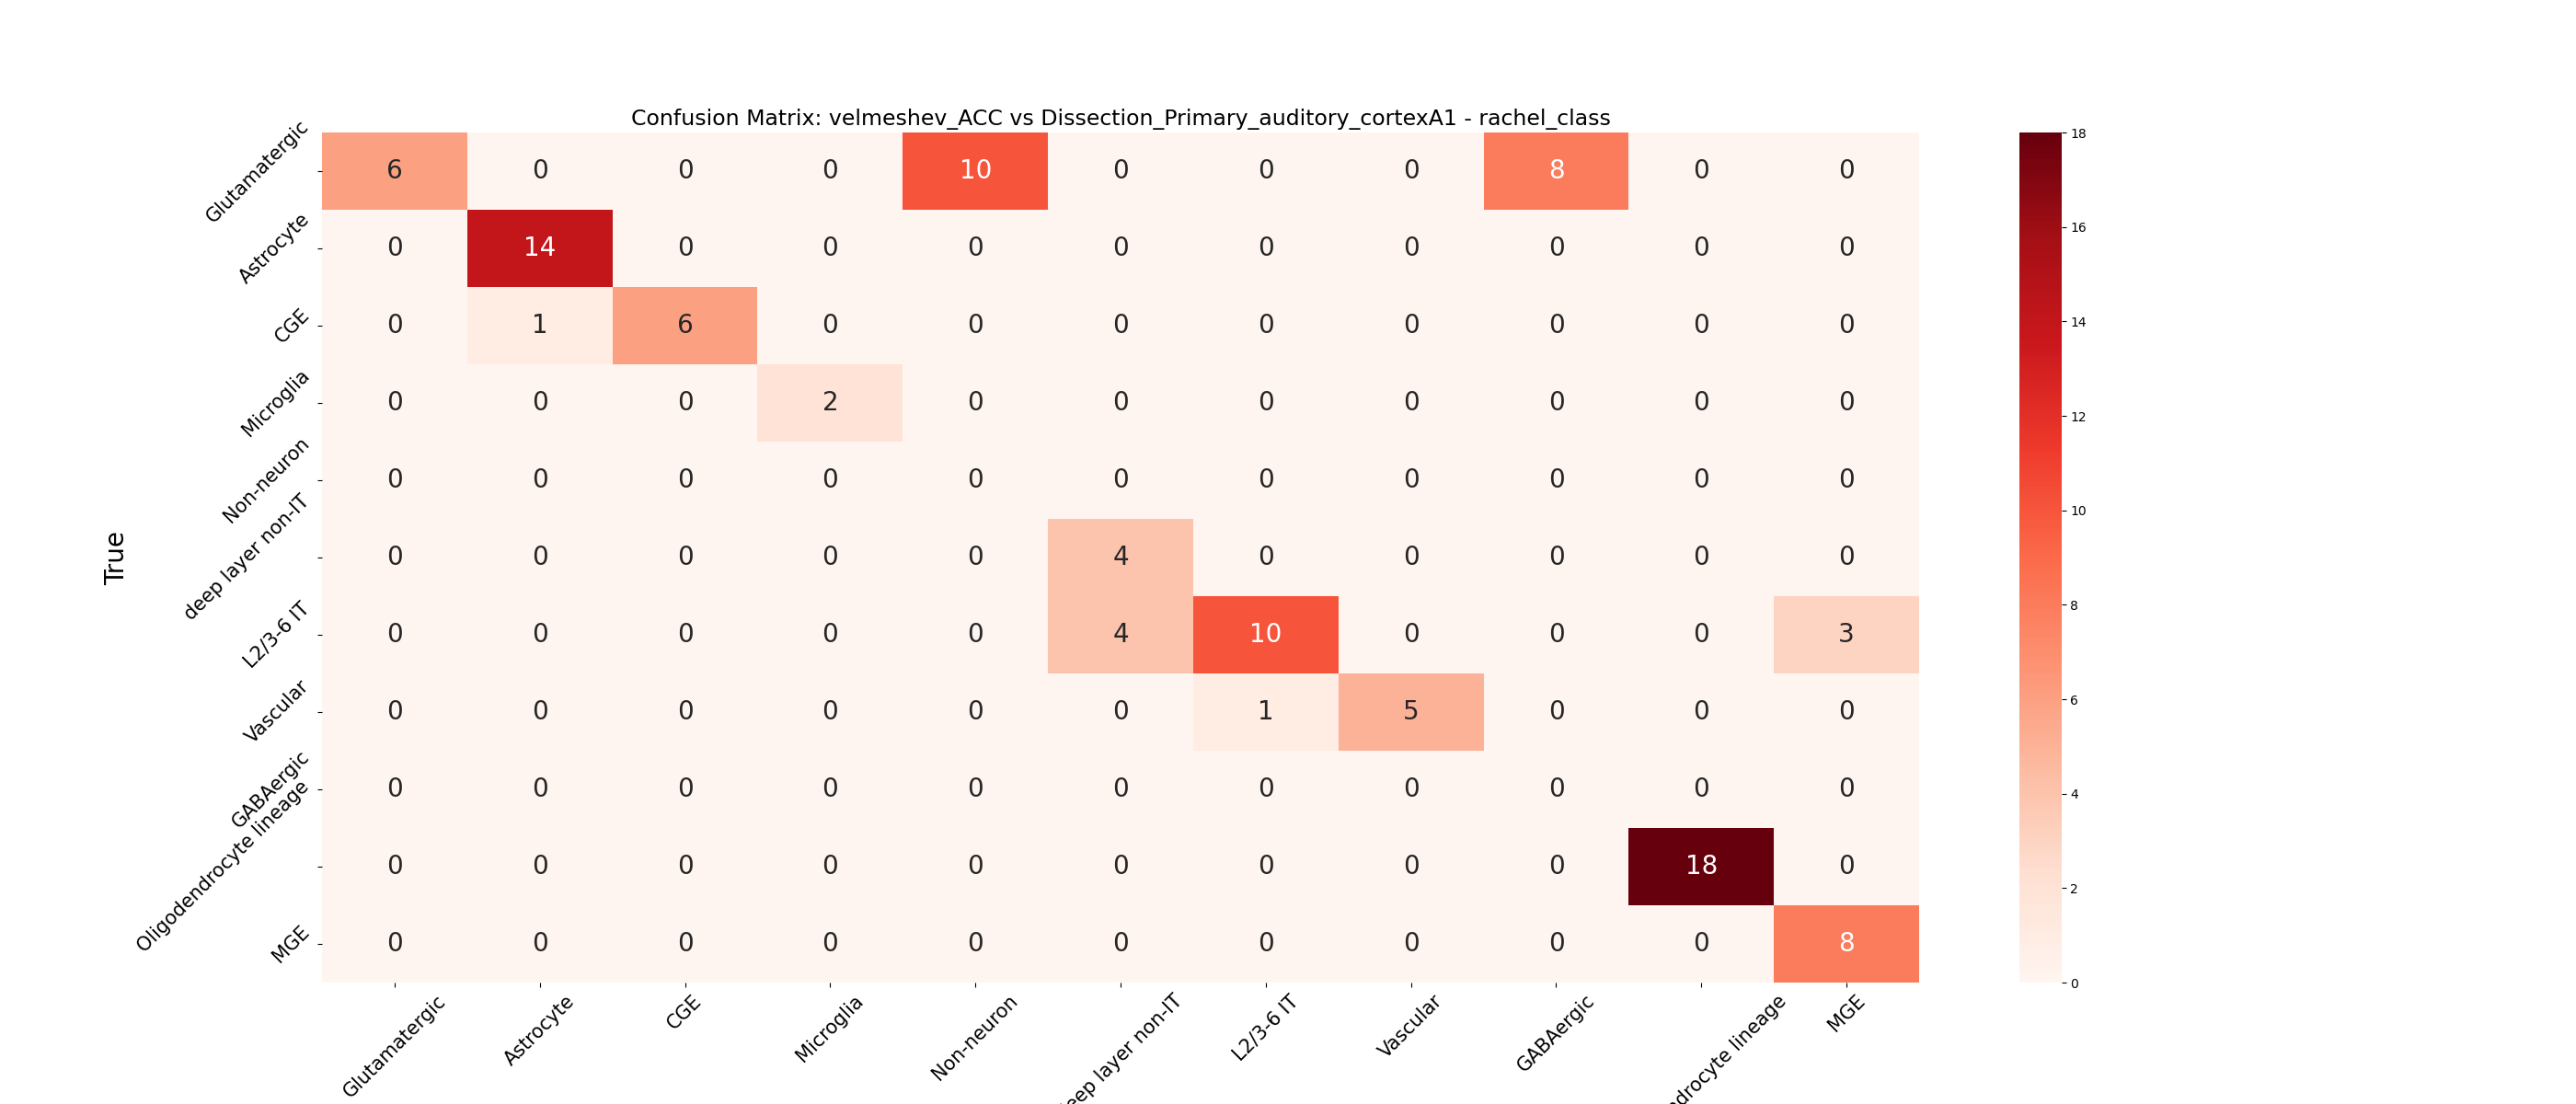 Confusion Matrix: velmeshev_ACC vs Dissection_Primary_auditory_cortexA1 - rachel_class
True
Glutamatergic 6 0 0 0 10 0 0 0 8 0 0
Astrocyte 0 14 0 0 0 0 0 0 0 0 0
CGE 0 1 6 0 0 0 0 0 0 0 0
Microglia 0 0 0 2 0 0 0 0 0 0 0
Non-neuron 0 0 0 0 0 0 0 0 0 0 0
deep layer non-IT 0 0 0 0 0 4 0 0 0 0 0
L2/3-6 IT 0 0 0 0 0 4 10 0 0 0 3
Vascular 0 0 0 0 0 0 1 5 0 0 0
GABAergic 0 0 0 0 0 0 0 0 0 0 0
Oligodendrocyte lineage 0 0 0 0 0 0 0 0 0 18 0
MGE 0 0 0 0 0 0 0 0 0 0 8
Glutamatergic Astrocyte CGE Microglia Non-neuron layer non-IT L2/3-6 IT Vascular GABAergic lineage MGE
18
16
14
12
10
8
6
4
2
0